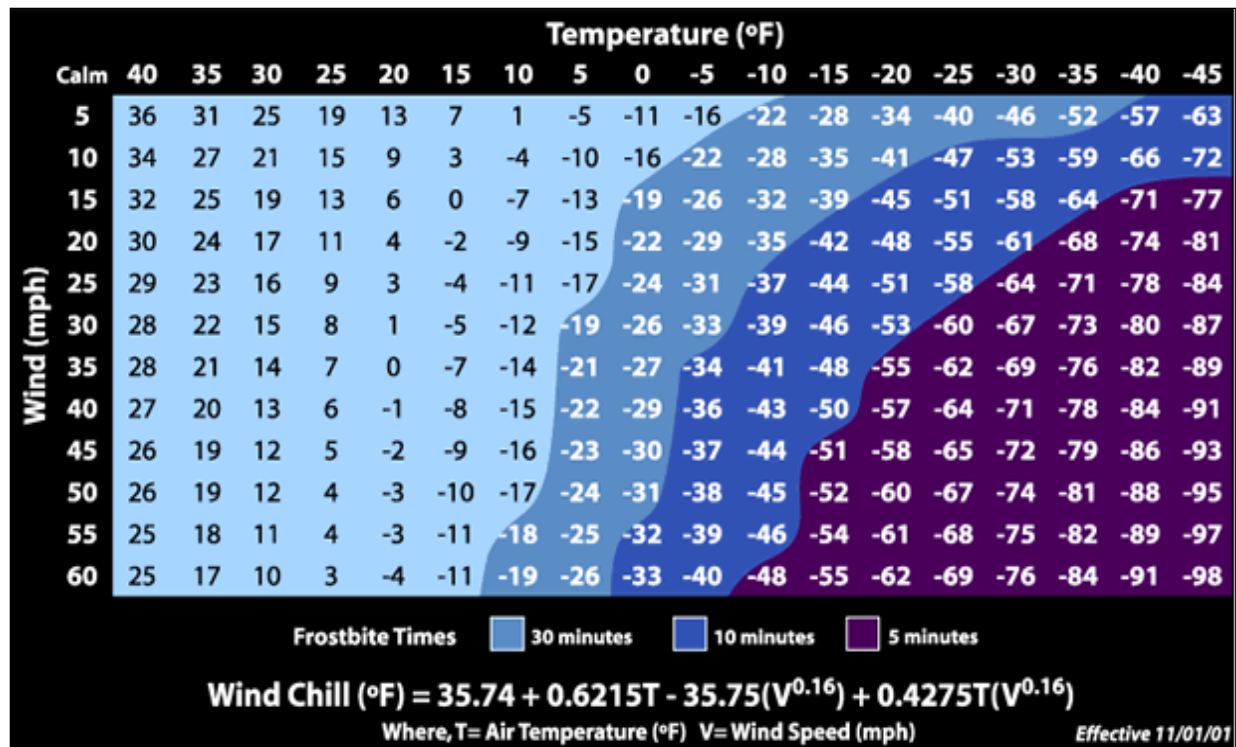 Temperature (ºF)
Calm 40 35 30 25 20 15 10 5 0 -5 -10 -15 -20 -25 -30 -35 -40 -45
5 36 31 25 19 13 7 1 -5 -11 -16 -22 -28 -34 -40 -46 -52 -57 -63
10 34 27 21 15 9 3 -4 -10 -16 -22 -28 -35 -41 -47 -53 -59 -66 -72
15 32 25 19 13 6 0 -7 -13 -19 -26 -32 -39 -45 -51 -58 -64 -71 -77
20 30 24 17 11 4 -2 -9 -15 -22 -29 -35 -42 -48 -55 -61 -68 -74 -81
25 29 23 16 9 3 -4 -11 -17 -24 -31 -37 -44 -51 -58 -64 -71 -78 -84
30 28 22 15 8 1 -5 -12 -19 -26 -33 -39 -46 -53 -60 -67 -73 -80 -87
35 28 21 14 7 0 -7 -14 -21 -27 -34 -41 -48 -55 -62 -69 -76 -82 -89
40 27 20 13 6 -1 -8 -15 -22 -29 -36 -43 -50 -57 -64 -71 -78 -84 -91
45 26 19 12 5 -2 -9 -16 -23 -30 -37 -44 -51 -58 -65 -72 -79 -86 -93
50 26 19 12 4 -3 -10 -17 -24 -31 -38 -45 -52 -60 -67 -74 -81 -88 -95
55 25 18 11 4 -3 -11 -18 -25 -32 -39 -46 -54 -61 -68 -75 -82 -89 -97
60 25 17 10 3 -4 -11 -19 -26 -33 -40 -48 -55 -62 -69 -76 -84 -91 -98
Wind (mph)
Frostbite Times 30 minutes 10 minutes 5 minutes
Wind Chill (ºF) = 35.74 + 0.6215T - 35.75(V^0.16) + 0.4275T(V^0.16)
Where, T= Air Temperature (ºF) V= Wind Speed (mph) Effective 11/01/01